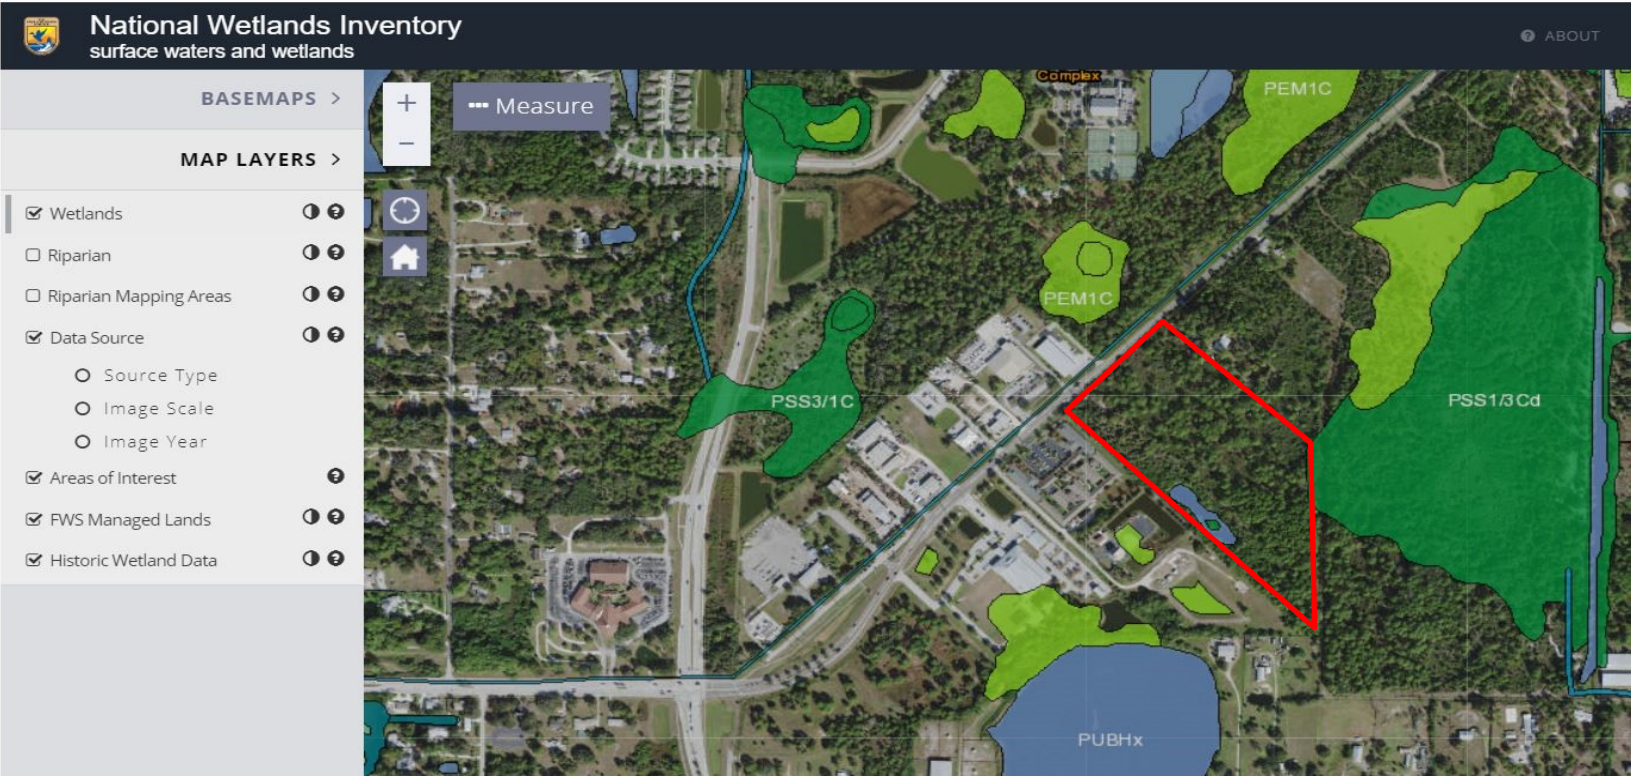 National Wetlands Inventory
surface waters and wetlands
ABOUT
BASEMAPS >
MAP LAYERS >
Wetlands
Riparian
Riparian Mapping Areas
Data Source
Source Type
Image Scale
Image Year
Areas of Interest
FWS Managed Lands
Historic Wetland Data
+
−
Measure
Complex
PEM1C
PEM1C
PSS3/1C
PSS1/3Cd
PUBHx